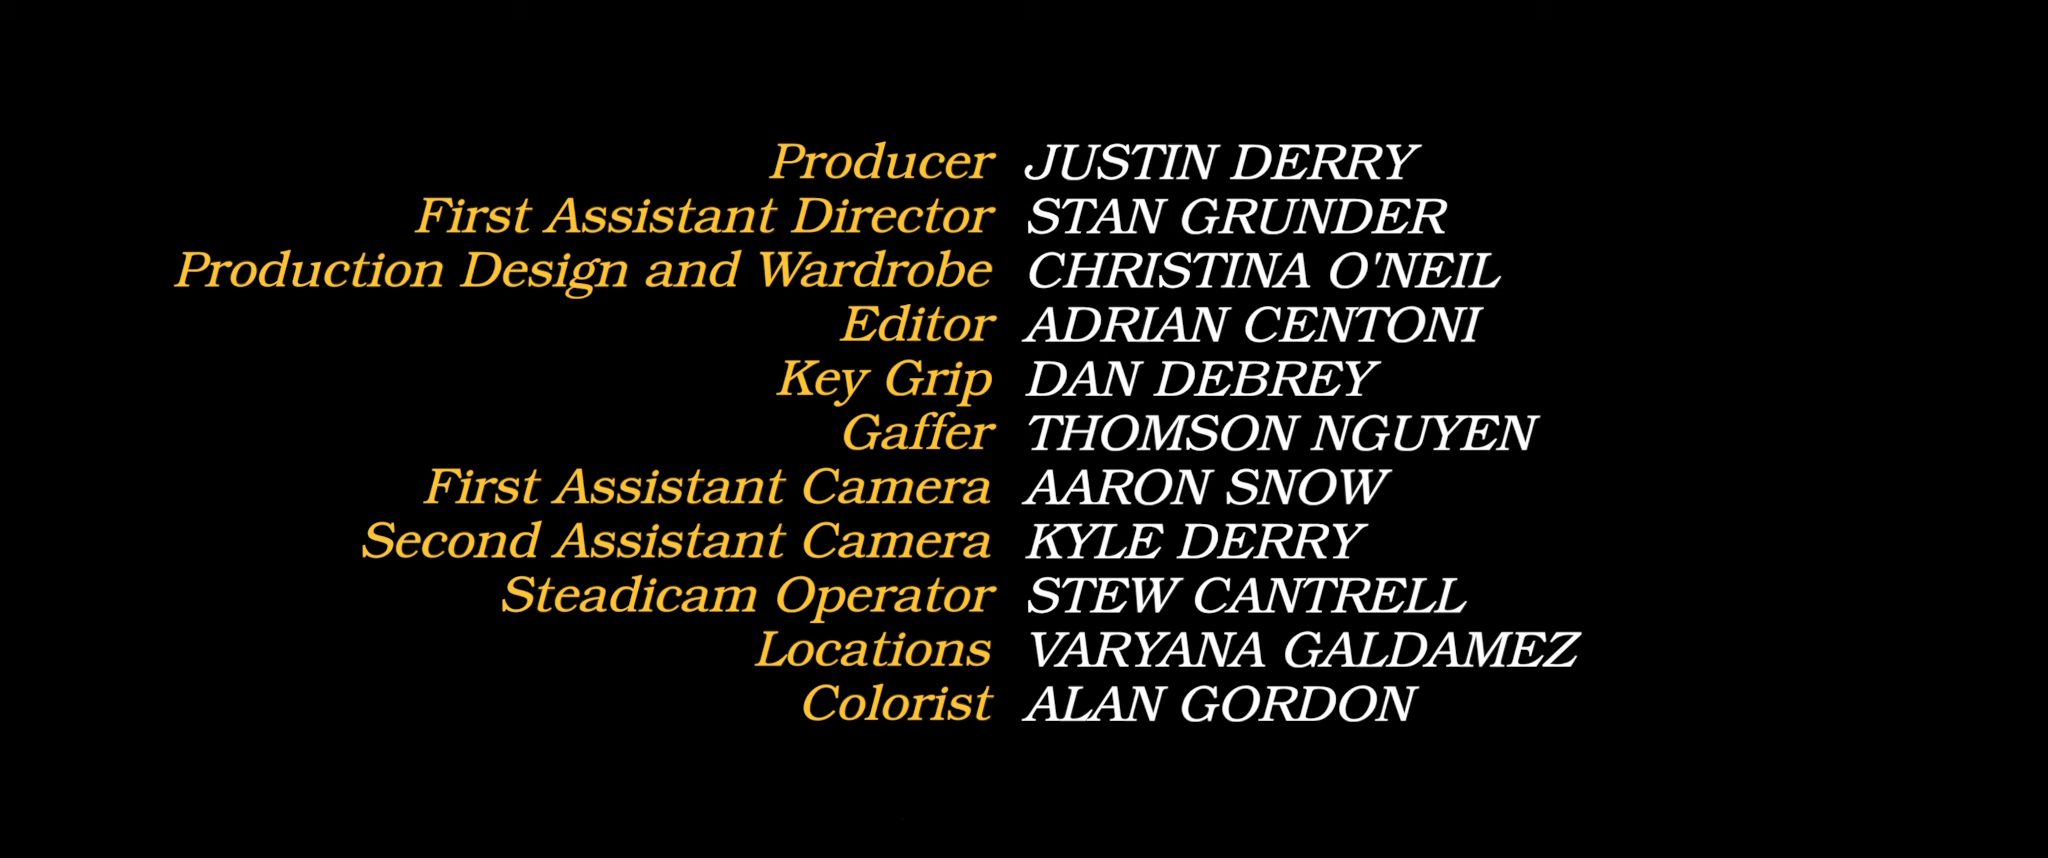 Producer JUSTIN DERRY
First Assistant Director STAN GRUNDER
Production Design and Wardrobe CHRISTINA O'NEIL
Editor ADRIAN CENTONI
Key Grip DAN DEBREY
Gaffer THOMSON NGUYEN
First Assistant Camera AARON SNOW
Second Assistant Camera KYLE DERRY
Steadicam Operator STEW CANTRELL
Locations VARYANA GALDAMEZ
Colorist ALAN GORDON